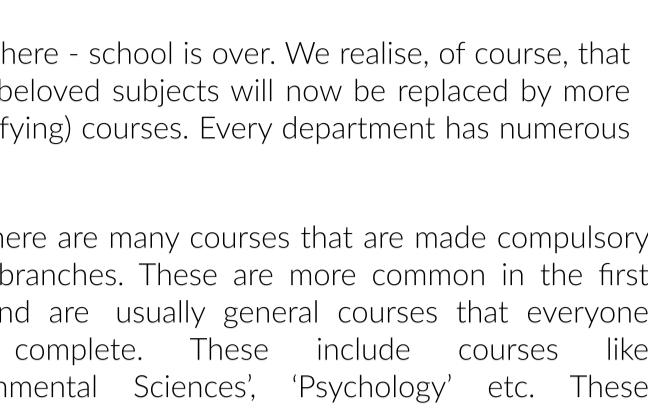 here - school is over. We realise, of course, that
beloved subjects will now be replaced by more
fying) courses. Every department has numerous
here are many courses that are made compulsory
branches. These are more common in the first
nd are usually general courses that everyone
complete. These include courses like
nmental Sciences’, ‘Psychology’ etc. These